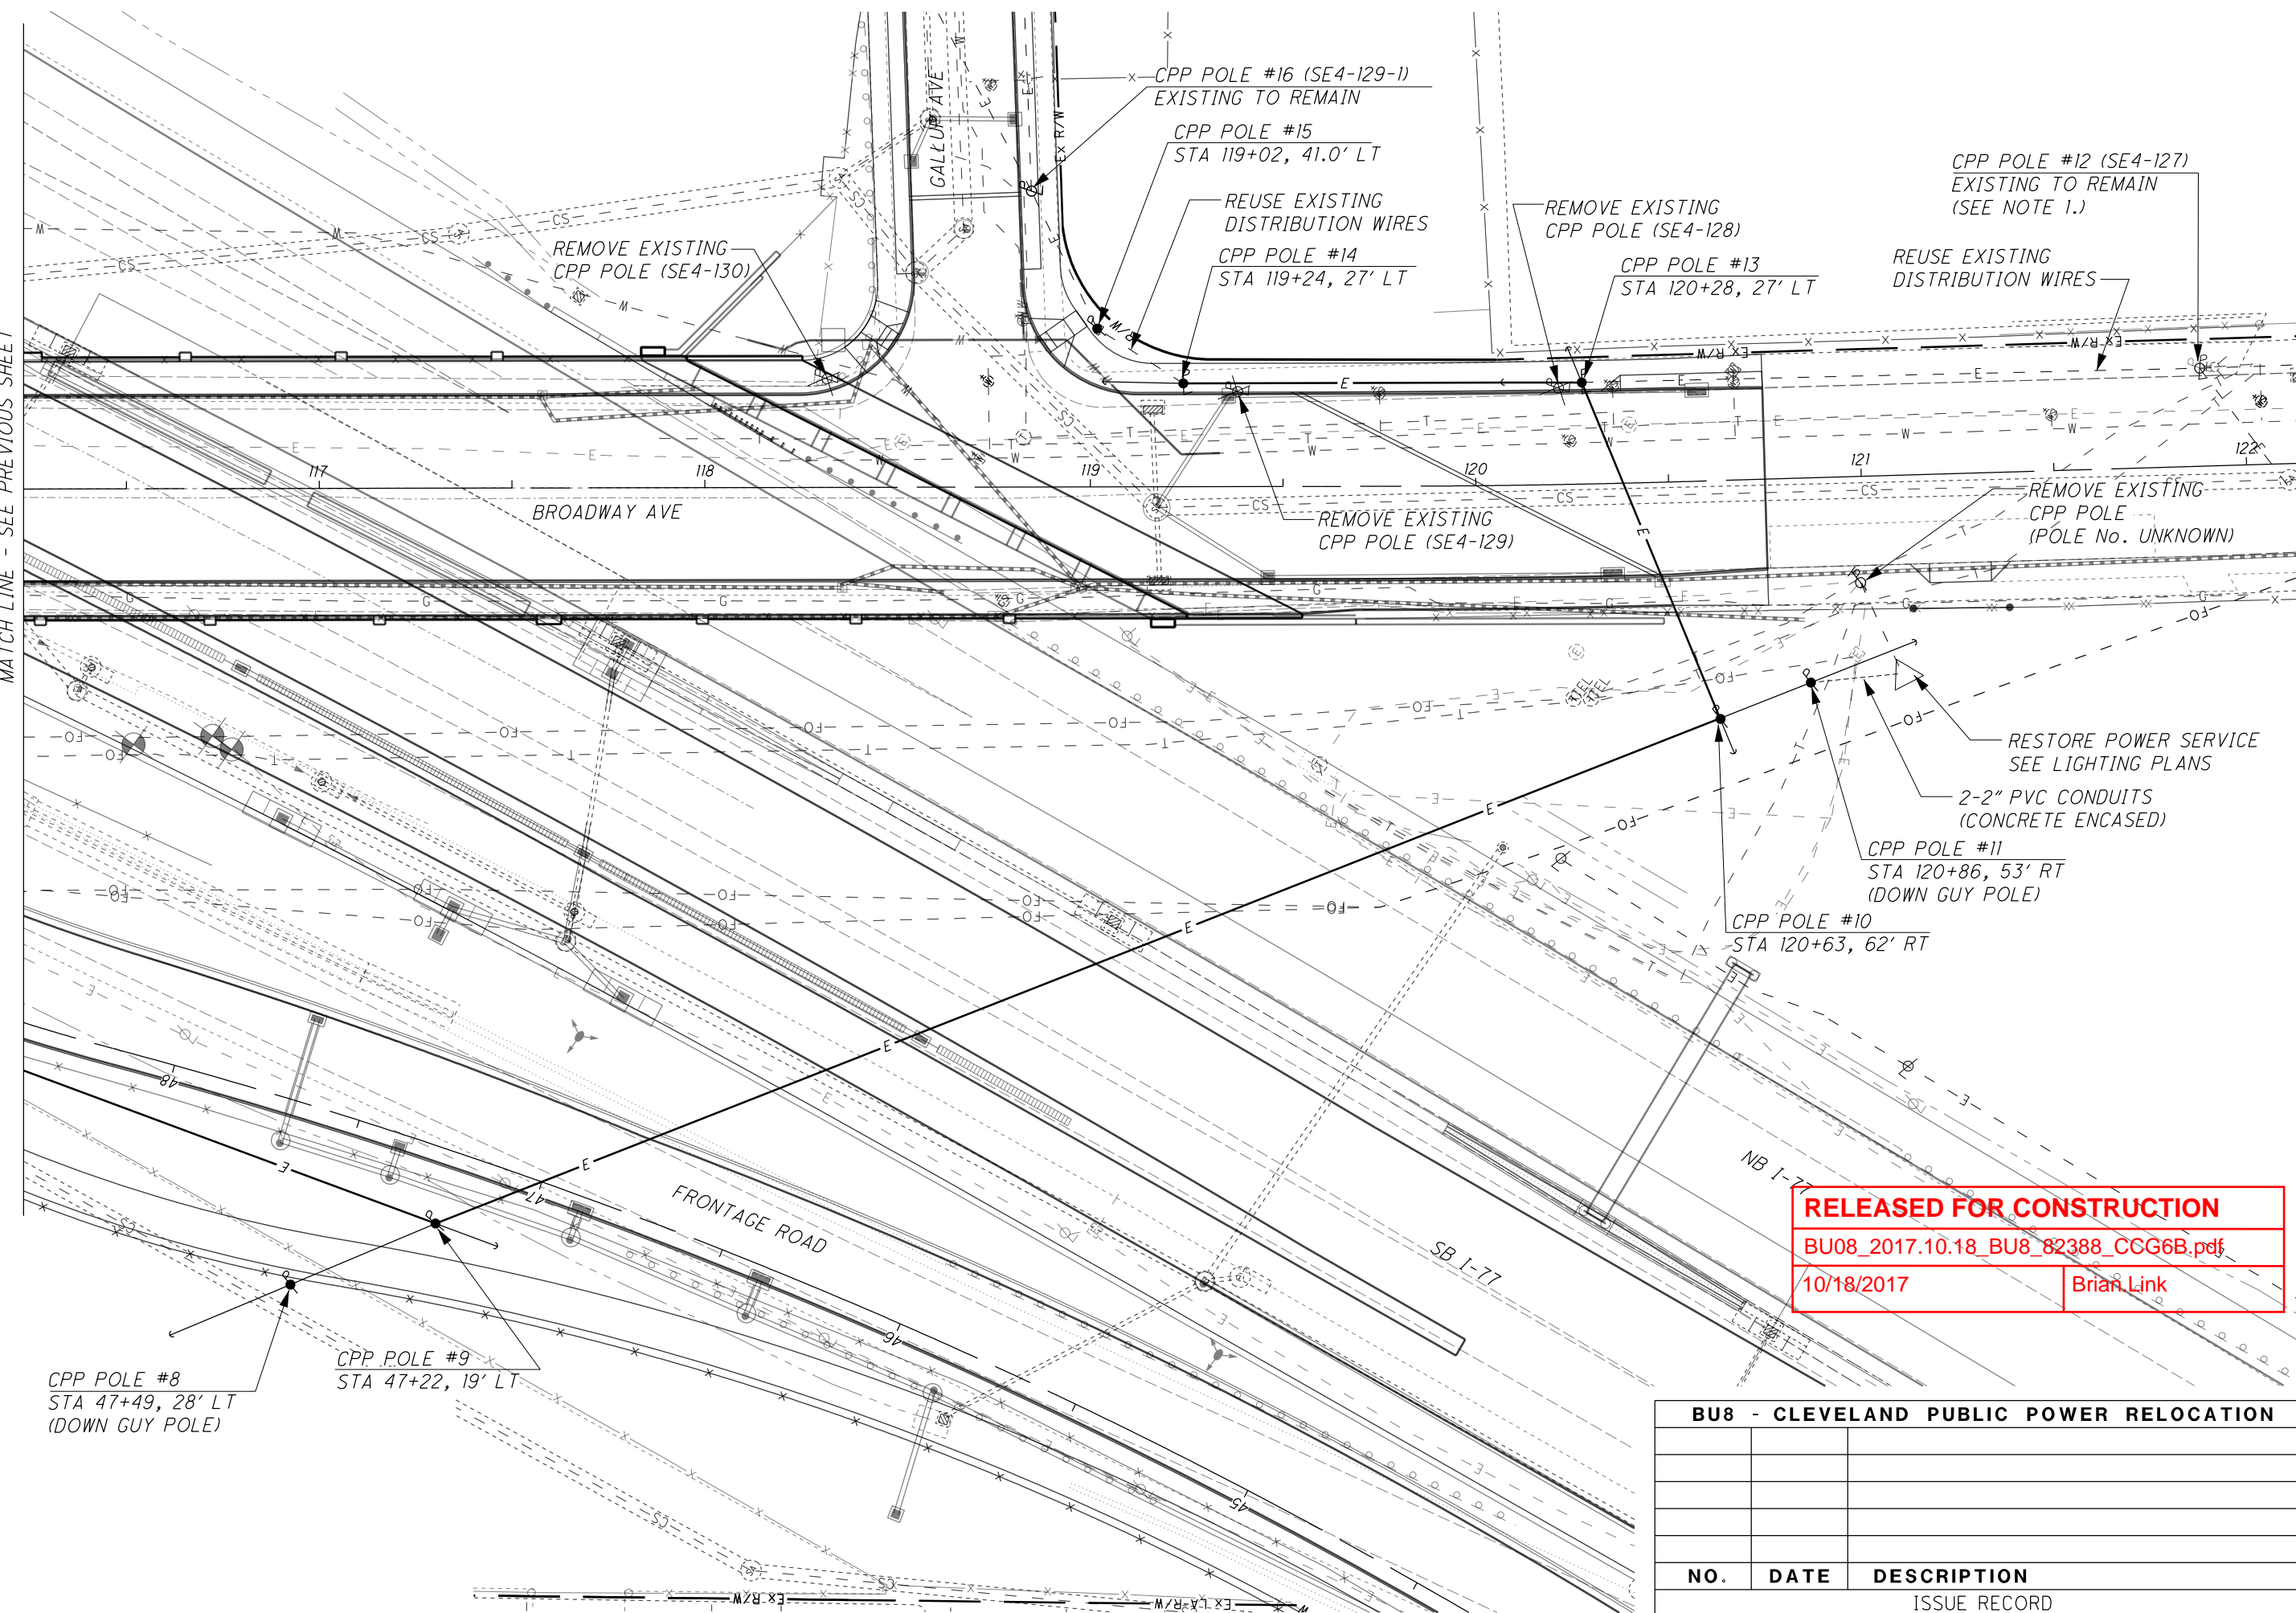 CPP POLE #16 (SE4-129-1)
EXISTING TO REMAIN
CPP POLE #15
STA 119+02, 41.0' LT
GALLUP AVE
Ex R/W
REUSE EXISTING
DISTRIBUTION WIRES
CPP POLE #14
STA 119+24, 27' LT
REMOVE EXISTING
CPP POLE (SE4-128)
CPP POLE #13
STA 120+28, 27' LT
CPP POLE #12 (SE4-127)
EXISTING TO REMAIN
(SEE NOTE 1.)
REUSE EXISTING
DISTRIBUTION WIRES
REMOVE EXISTING
CPP POLE (SE4-130)
MATCH LINE - SEE PREVIOUS SHEET
R/W
Ex R/W
Ex R/W
117
118
119
120
121
122
BROADWAY AVE
REMOVE EXISTING
CPP POLE (SE4-129)
REMOVE EXISTING
CPP POLE
(POLE No. UNKNOWN)
RESTORE POWER SERVICE
SEE LIGHTING PLANS
2-2" PVC CONDUITS
(CONCRETE ENCASED)
CPP POLE #11
STA 120+86, 53' RT
(DOWN GUY POLE)
CPP POLE #10
STA 120+63, 62' RT
48
47
46
45
FRONTAGE ROAD
SB I-77
NB I-77
CPP POLE #9
STA 47+22, 19' LT
CPP POLE #8
STA 47+49, 28' LT
(DOWN GUY POLE)
Ex R/W
Ex LA R/W
RELEASED FOR CONSTRUCTION
BU08_2017.10.18_BU8_82388_CCG6B.pdf
10/18/2017 Brian.Link
BU8 - CLEVELAND PUBLIC POWER RELOCATION
NO. DATE DESCRIPTION
ISSUE RECORD